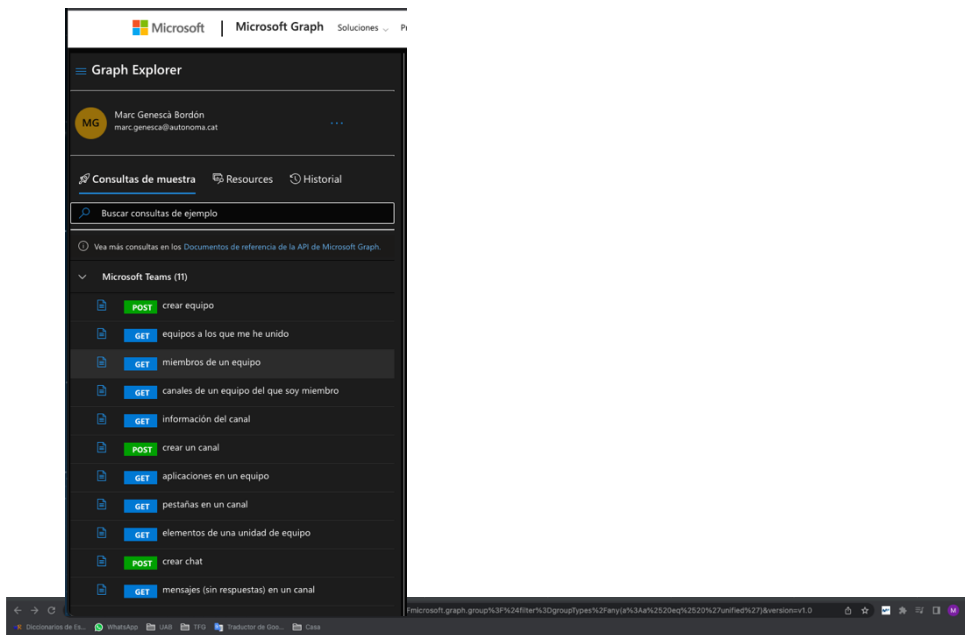 Microsoft | Microsoft Graph Soluciones
Graph Explorer
MG
Marc Genescà Bordón
marc.genesca@autonoma.cat
...
Consultas de muestra Resources Historial
Buscar consultas de ejemplo
Vea más consultas en los Documentos de referencia de la API de Microsoft Graph.
Microsoft Teams (11)
POST crear equipo
GET equipos a los que me he unido
GET miembros de un equipo
GET canales de un equipo del que soy miembro
GET información del canal
POST crear un canal
GET aplicaciones en un equipo
GET pestañas en un canal
GET elementos de una unidad de equipo
POST crear chat
GET mensajes (sin respuestas) en un canal
Fmicrosoft.graph.group%3F%24filter%3DgroupTypes%2Fany(a%3Aa%2520eq%2520%27unified%27)&version=v1.0 M
Diccionarios de Es... WhatsApp UAB TFG Traductor de Goo... Casa